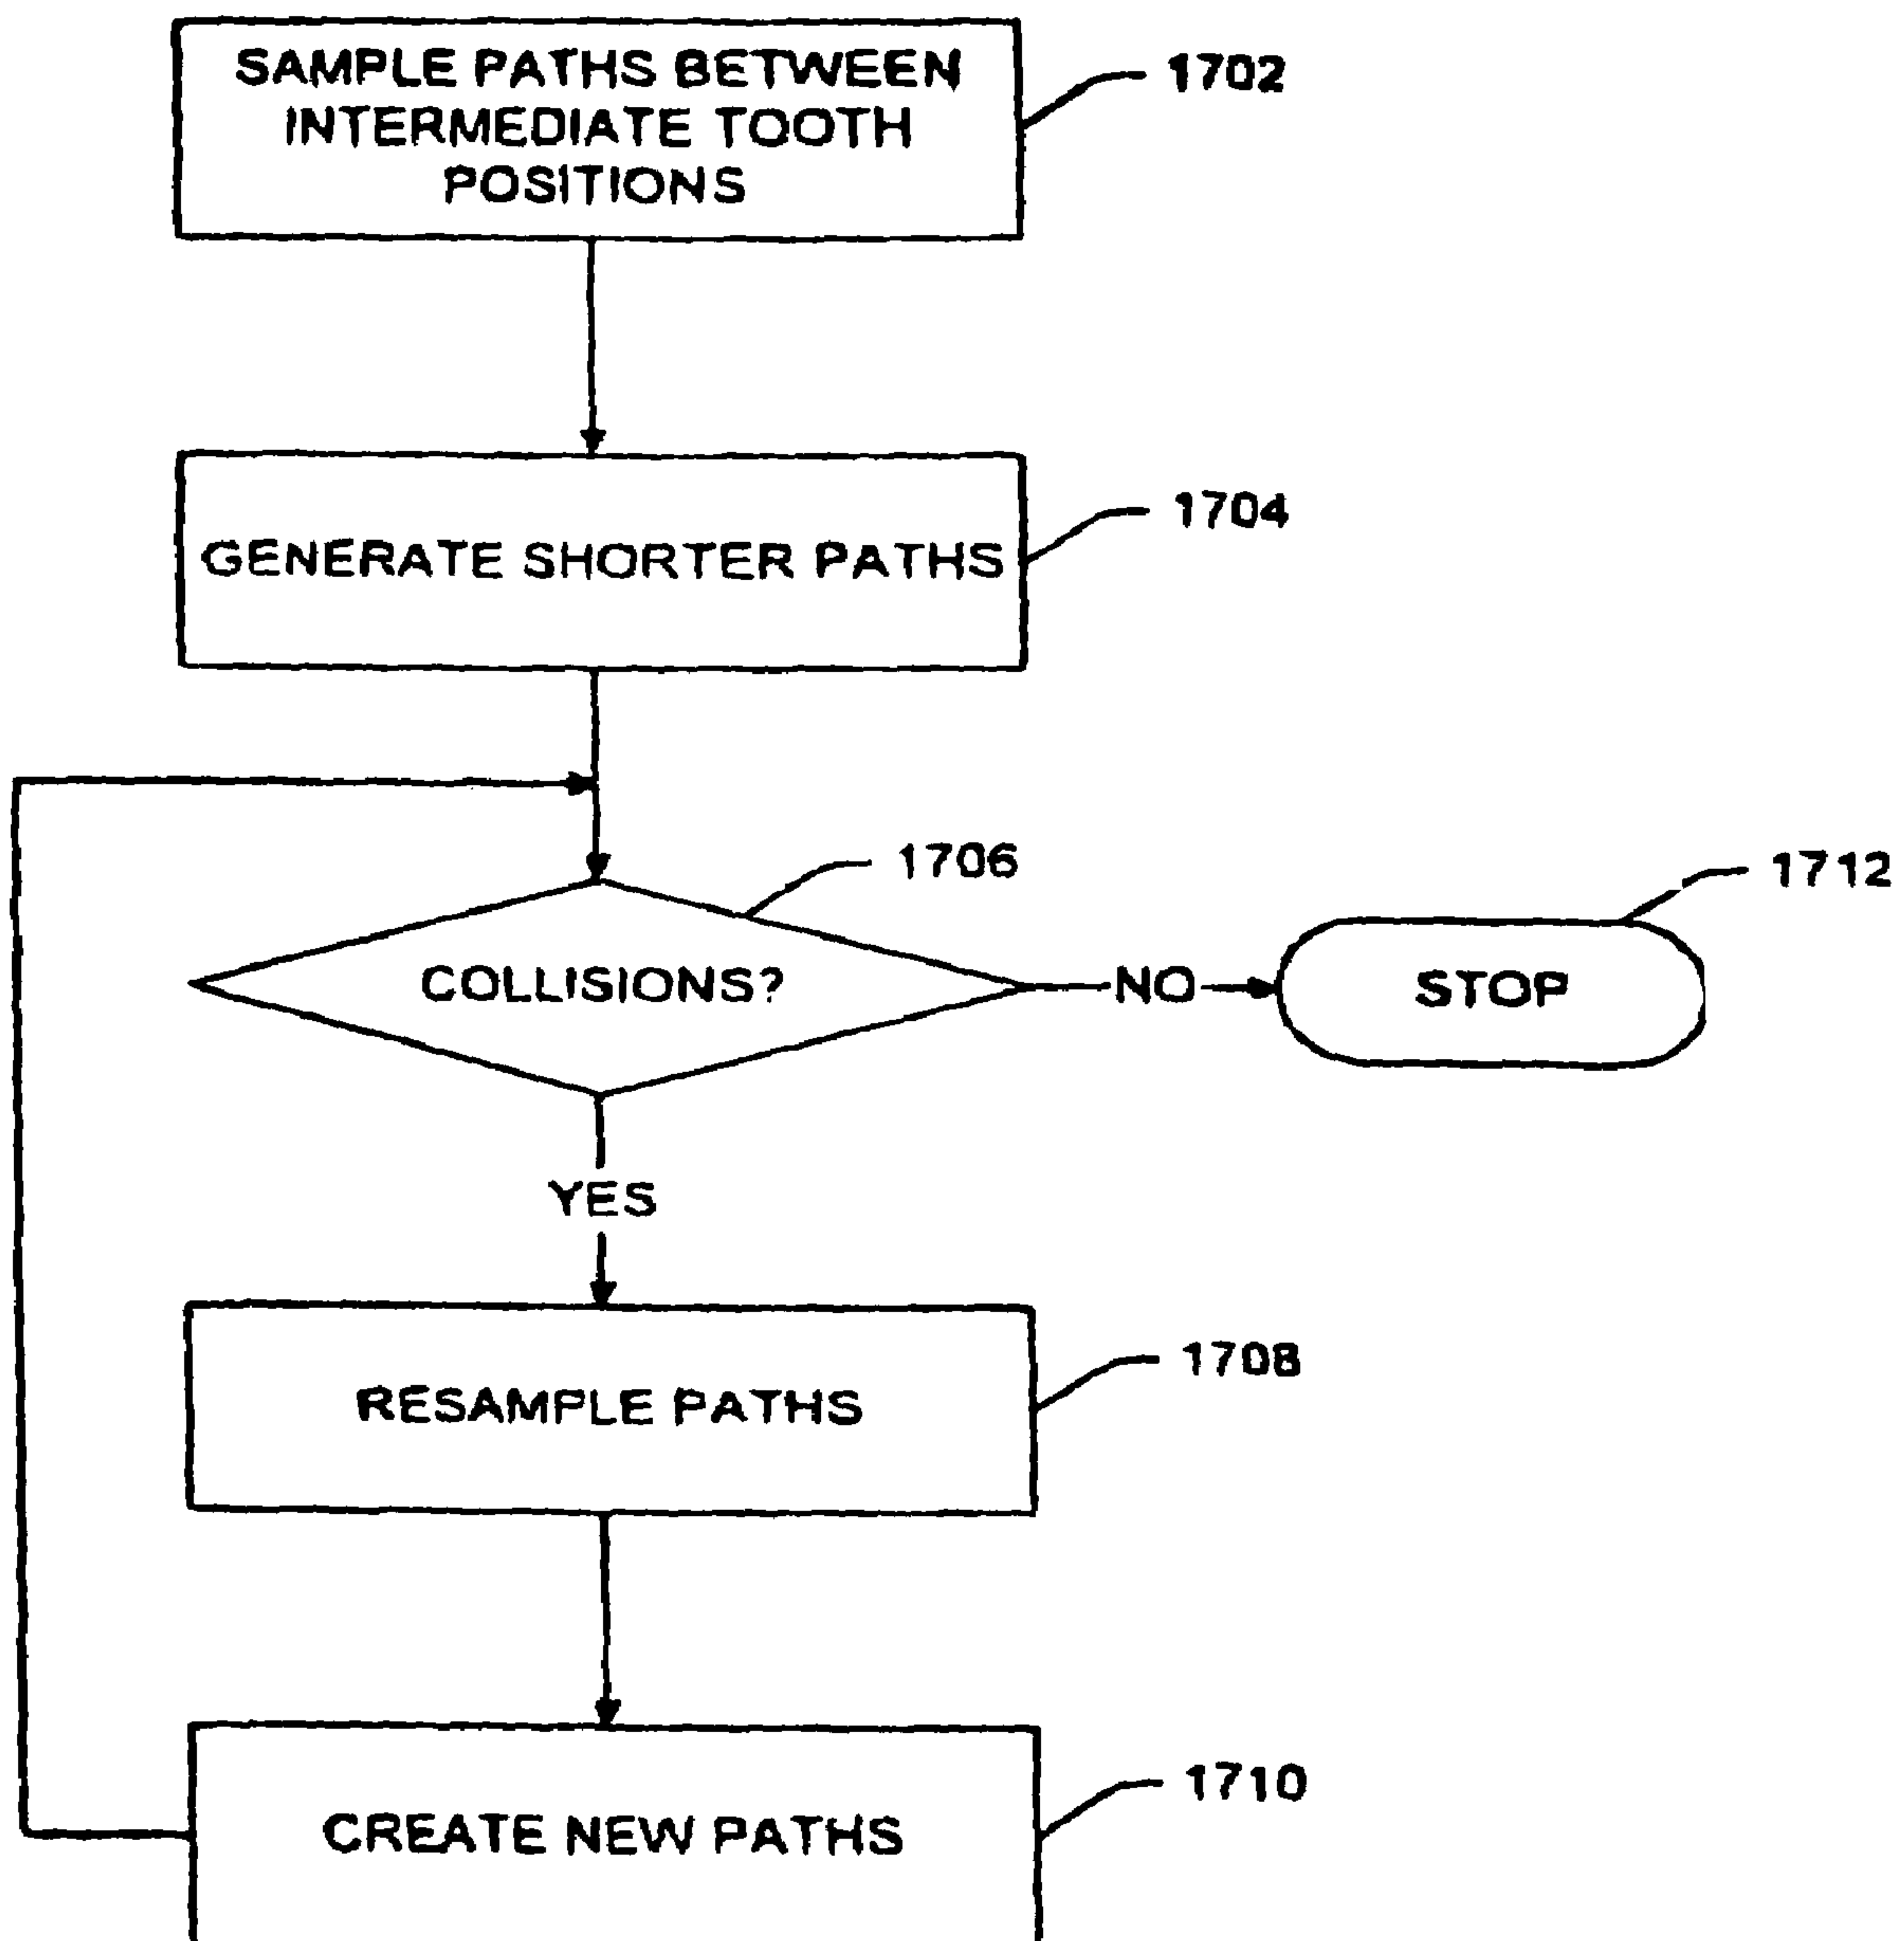 SAMPLE PATHS BETWEEN
INTERMEDIATE TOOTH
POSITIONS
1702
GENERATE SHORTER PATHS
1704
COLLISIONS?
1706
NO
STOP
1712
YES
RESAMPLE PATHS
1708
CREATE NEW PATHS
1710